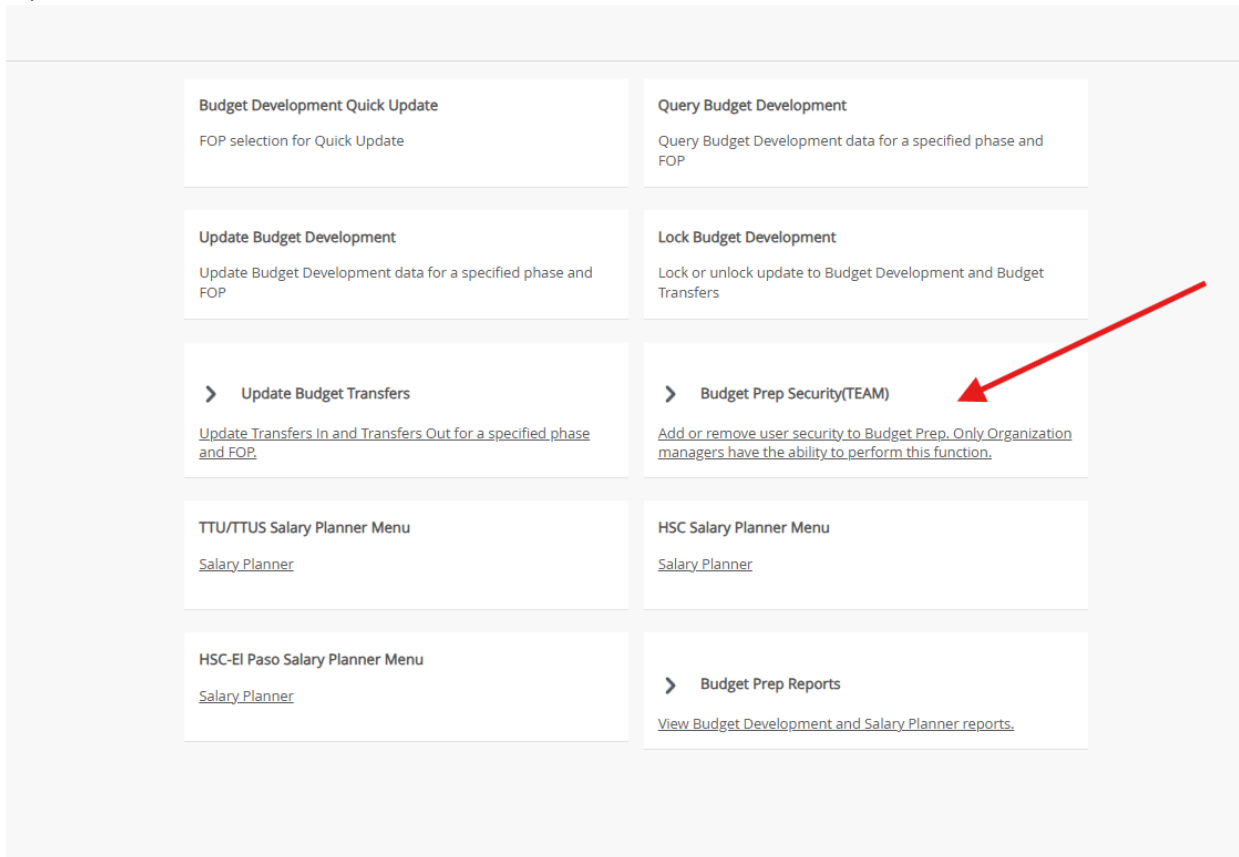 Budget Development Quick Update
FOP selection for Quick Update
Query Budget Development
Query Budget Development data for a specified phase and
FOP
Update Budget Development
Update Budget Development data for a specified phase and
FOP
Lock Budget Development
Lock or unlock update to Budget Development and Budget
Transfers
Update Budget Transfers
Update Transfers In and Transfers Out for a specified phase
and FOP.
Budget Prep Security(TEAM)
Add or remove user security to Budget Prep. Only Organization
managers have the ability to perform this function.
TTU/TTUS Salary Planner Menu
Salary Planner
HSC Salary Planner Menu
Salary Planner
HSC-El Paso Salary Planner Menu
Salary Planner
Budget Prep Reports
View Budget Development and Salary Planner reports.